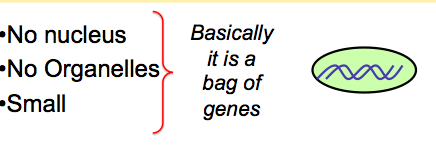 •No nucleus
•No Organelles
•Small
Basically
it is a
bag of
genes